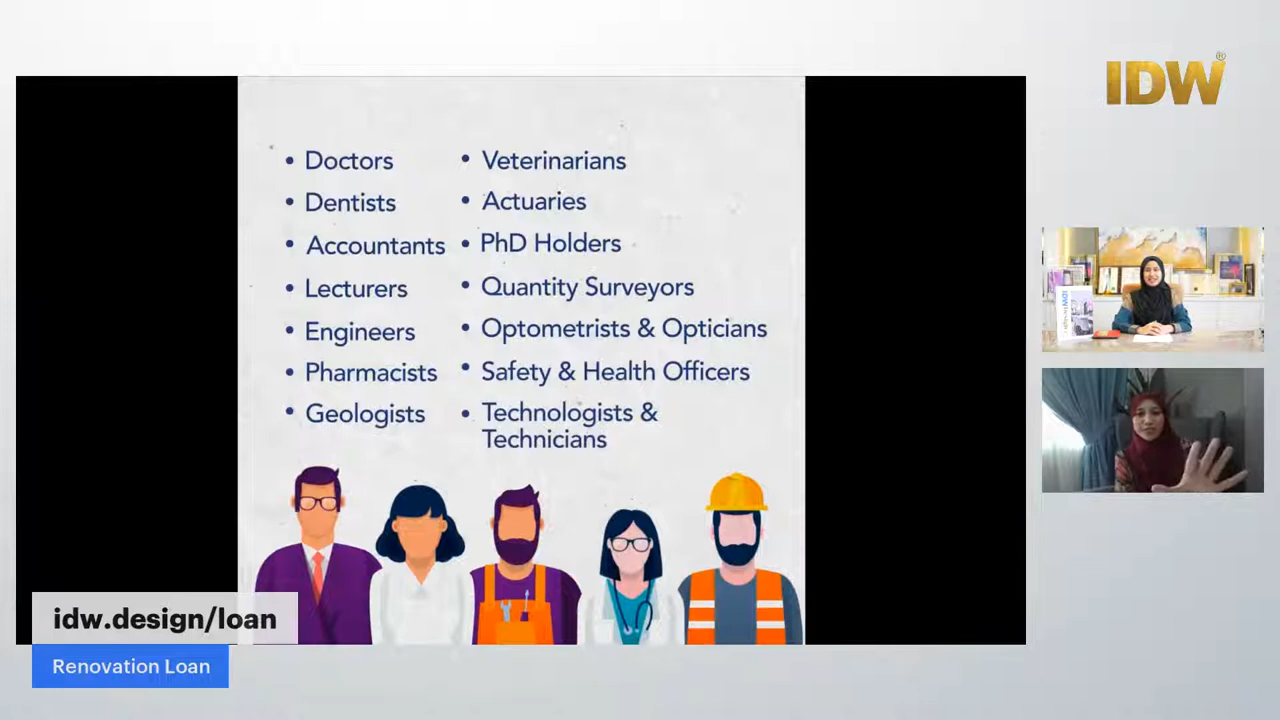 IDW®
• Doctors
• Dentists
• Accountants
• Lecturers
• Engineers
• Pharmacists
• Geologists
• Veterinarians
• Actuaries
• PhD Holders
• Quantity Surveyors
• Optometrists & Opticians
• Safety & Health Officers
• Technologists &
Technicians
idw.design/loan
Renovation Loan